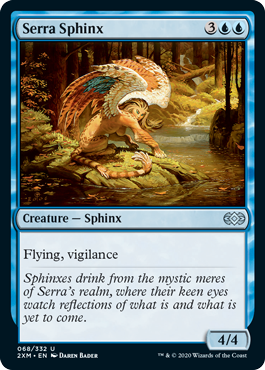 Serra Sphinx 3
Creature — Sphinx
Flying, vigilance
Sphinxes drink from the mystic meres
of Serra's realm, where their keen eyes
watch reflections of what is and what is
yet to come.
4/4
068/332 U
2XM • EN Daren Bader
™ & © 2020 Wizards of the Coast